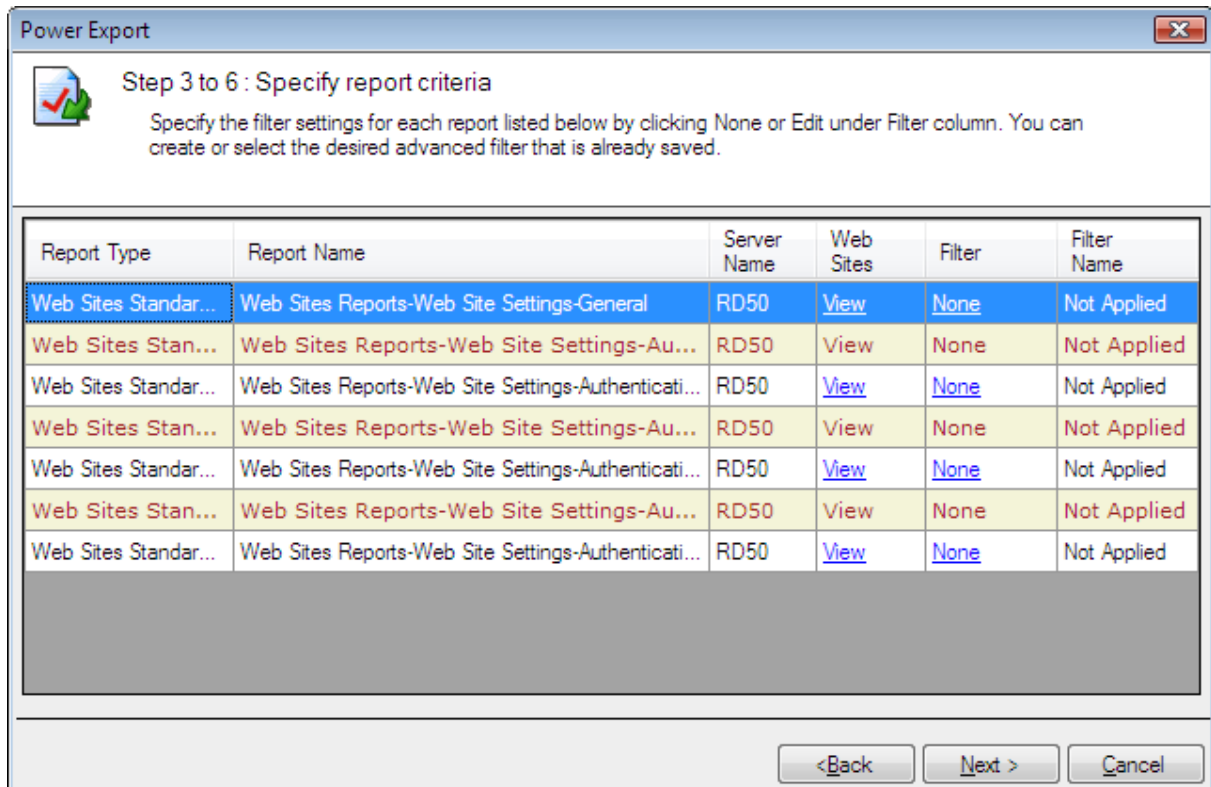 Power Export
Step 3 to 6 : Specify report criteria
Specify the filter settings for each report listed below by clicking None or Edit under Filter column. You can
create or select the desired advanced filter that is already saved.
Report Type Report Name Server Name Web Sites Filter Filter Name
Web Sites Standar... Web Sites Reports-Web Site Settings-General RD50 View None Not Applied
Web Sites Stan... Web Sites Reports-Web Site Settings-Au... RD50 View None Not Applied
Web Sites Standar... Web Sites Reports-Web Site Settings-Authenticati... RD50 View None Not Applied
Web Sites Stan... Web Sites Reports-Web Site Settings-Au... RD50 View None Not Applied
Web Sites Standar... Web Sites Reports-Web Site Settings-Authenticati... RD50 View None Not Applied
Web Sites Stan... Web Sites Reports-Web Site Settings-Au... RD50 View None Not Applied
Web Sites Standar... Web Sites Reports-Web Site Settings-Authenticati... RD50 View None Not Applied
<Back Next > Cancel